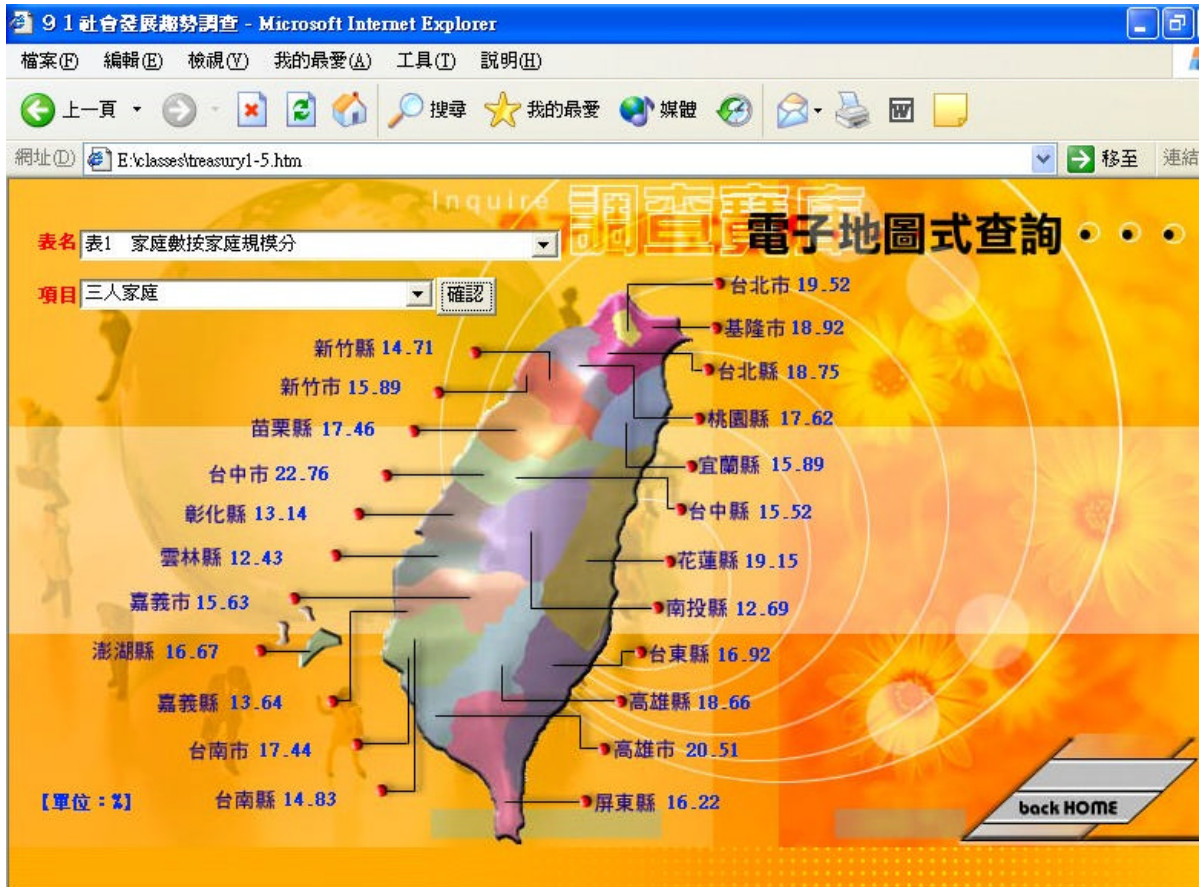 ９１社會發展趨勢調查 - Microsoft Internet Explorer
檔案(F) 編輯(E) 檢視(V) 我的最愛(A) 工具(T) 說明(H)
上一頁 搜尋 我的最愛 媒體
網址(D) E:\classes\treasury1-5.htm 移至 連結
Inquire 調查寶庫
電子地圖式查詢
表名 表1 家庭數按家庭規模分
項目 三人家庭 確認
台北市 19.52
基隆市 18.92
新竹縣 14.71
台北縣 18.75
新竹市 15.89
桃園縣 17.62
苗栗縣 17.46
宜蘭縣 15.89
台中市 22.76
台中縣 15.52
彰化縣 13.14
花蓮縣 19.15
雲林縣 12.43
南投縣 12.69
嘉義市 15.63
台東縣 16.92
澎湖縣 16.67
高雄縣 18.66
嘉義縣 13.64
高雄市 20.51
台南市 17.44
屏東縣 16.22
台南縣 14.83
【單位：%】
back HOME